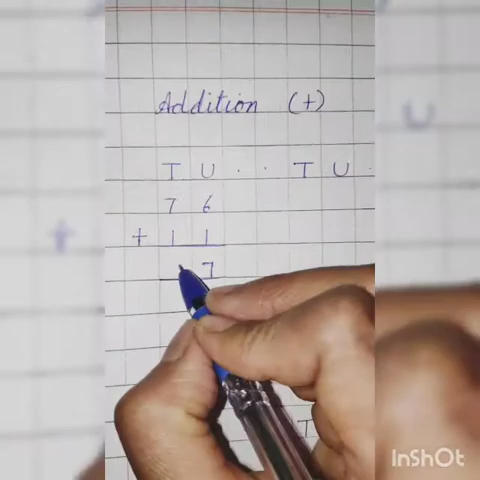 Addition (+)
T U . . T U .
7 6
+ 1 1
7
T
InShOt